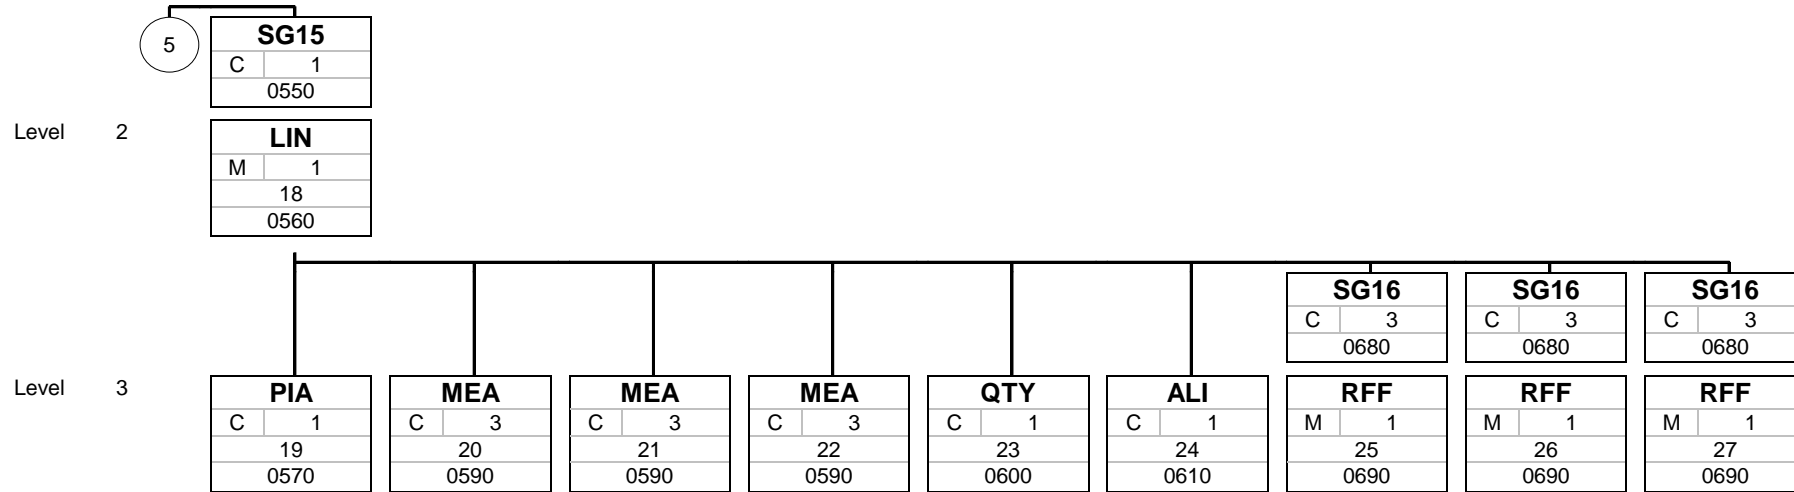 5
SG15
C 1
0550
Level 2
LIN
M 1
18
0560
SG16 SG16 SG16
C 3 C 3 C 3
0680 0680 0680
Level 3
PIA MEA MEA MEA QTY ALI RFF RFF RFF
C 1 C 3 C 3 C 3 C 1 C 1 M 1 M 1 M 1
19 20 21 22 23 24 25 26 27
0570 0590 0590 0590 0600 0610 0690 0690 0690